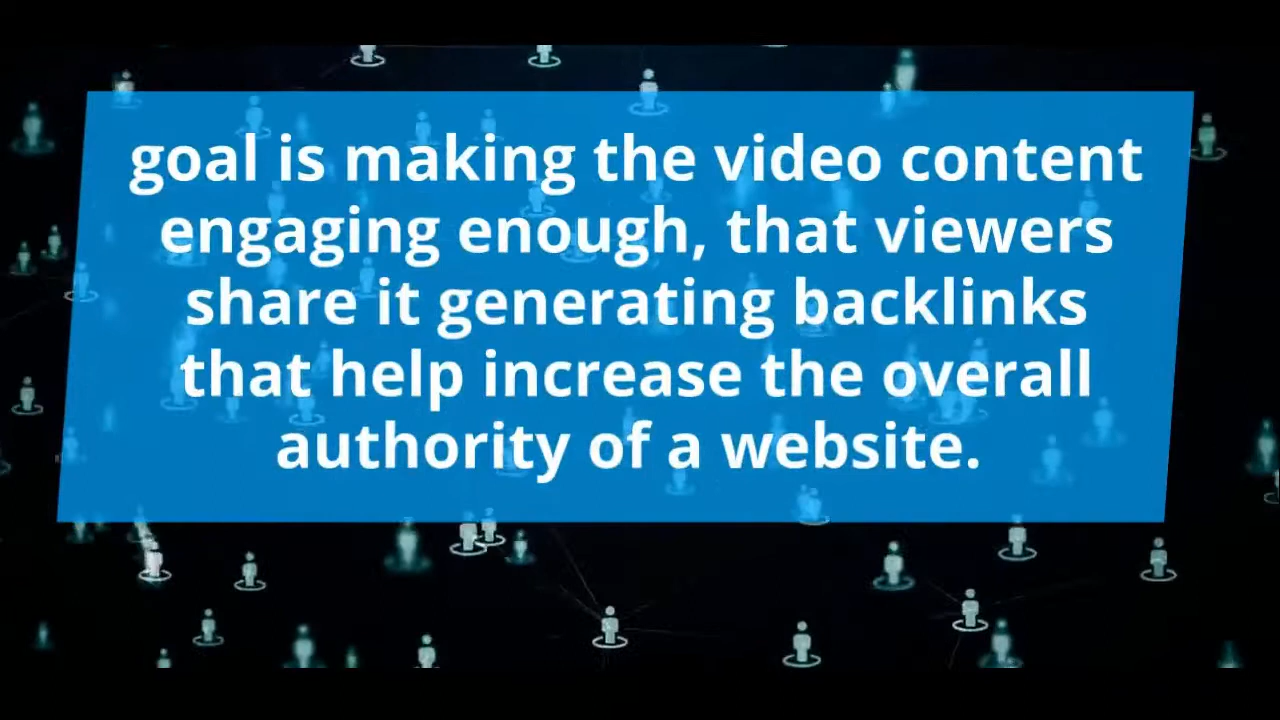 goal is making the video content
engaging enough, that viewers
share it generating backlinks
that help increase the overall
authority of a website.